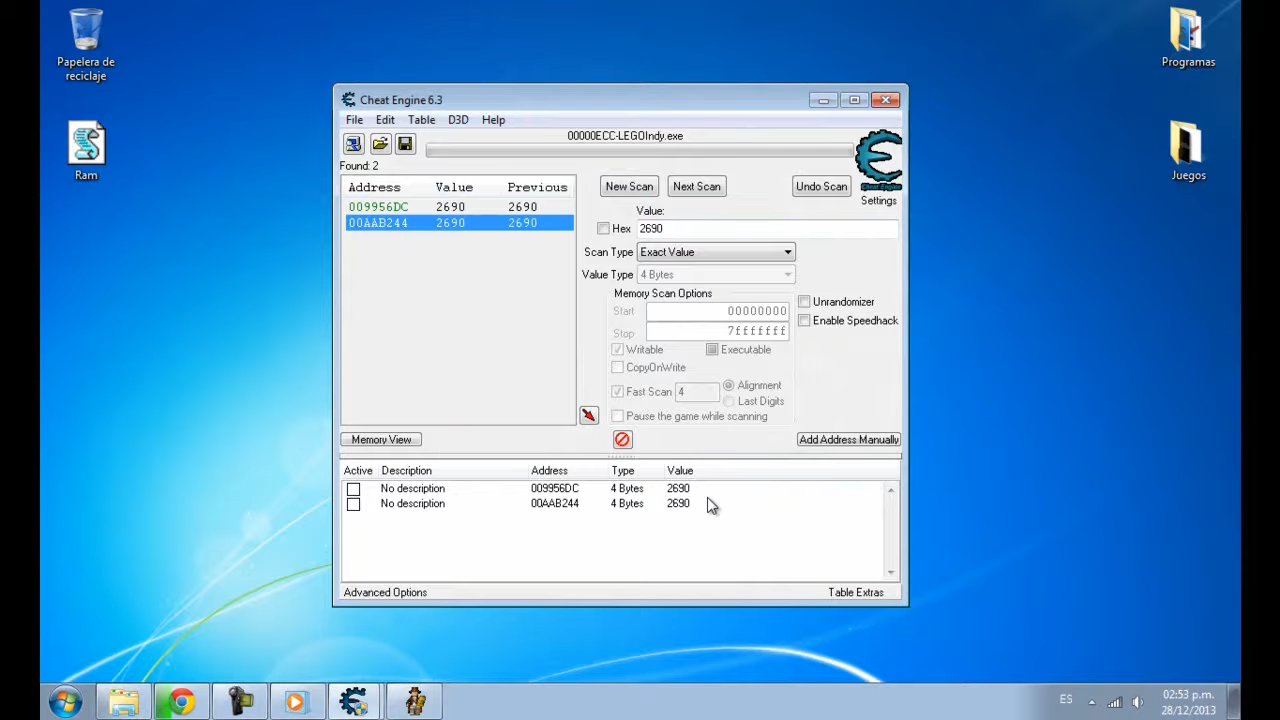 Papelera de
reciclaje
Ram
Programas
Juegos
Cheat Engine 6.3
File Edit Table D3D Help
00000ECC-LEGOIndy.exe
Found: 2
Address Value Previous
009956DC 2690 2690
00AAB244 2690 2690
New Scan Next Scan Undo Scan
Cheat Engine
Settings
Value:
Hex 2690
Scan Type Exact Value
Value Type 4 Bytes
Memory Scan Options
Start 00000000
Stop 7fffffff
Writable Executable
CopyOnWrite
Fast Scan 4 Alignment
Last Digits
Pause the game while scanning
Unrandomizer
Enable Speedhack
Memory View Add Address Manually
Active Description Address Type Value
No description 009956DC 4 Bytes 2690
No description 00AAB244 4 Bytes 2690
Advanced Options Table Extras
ES
02:53 p.m.
28/12/2013